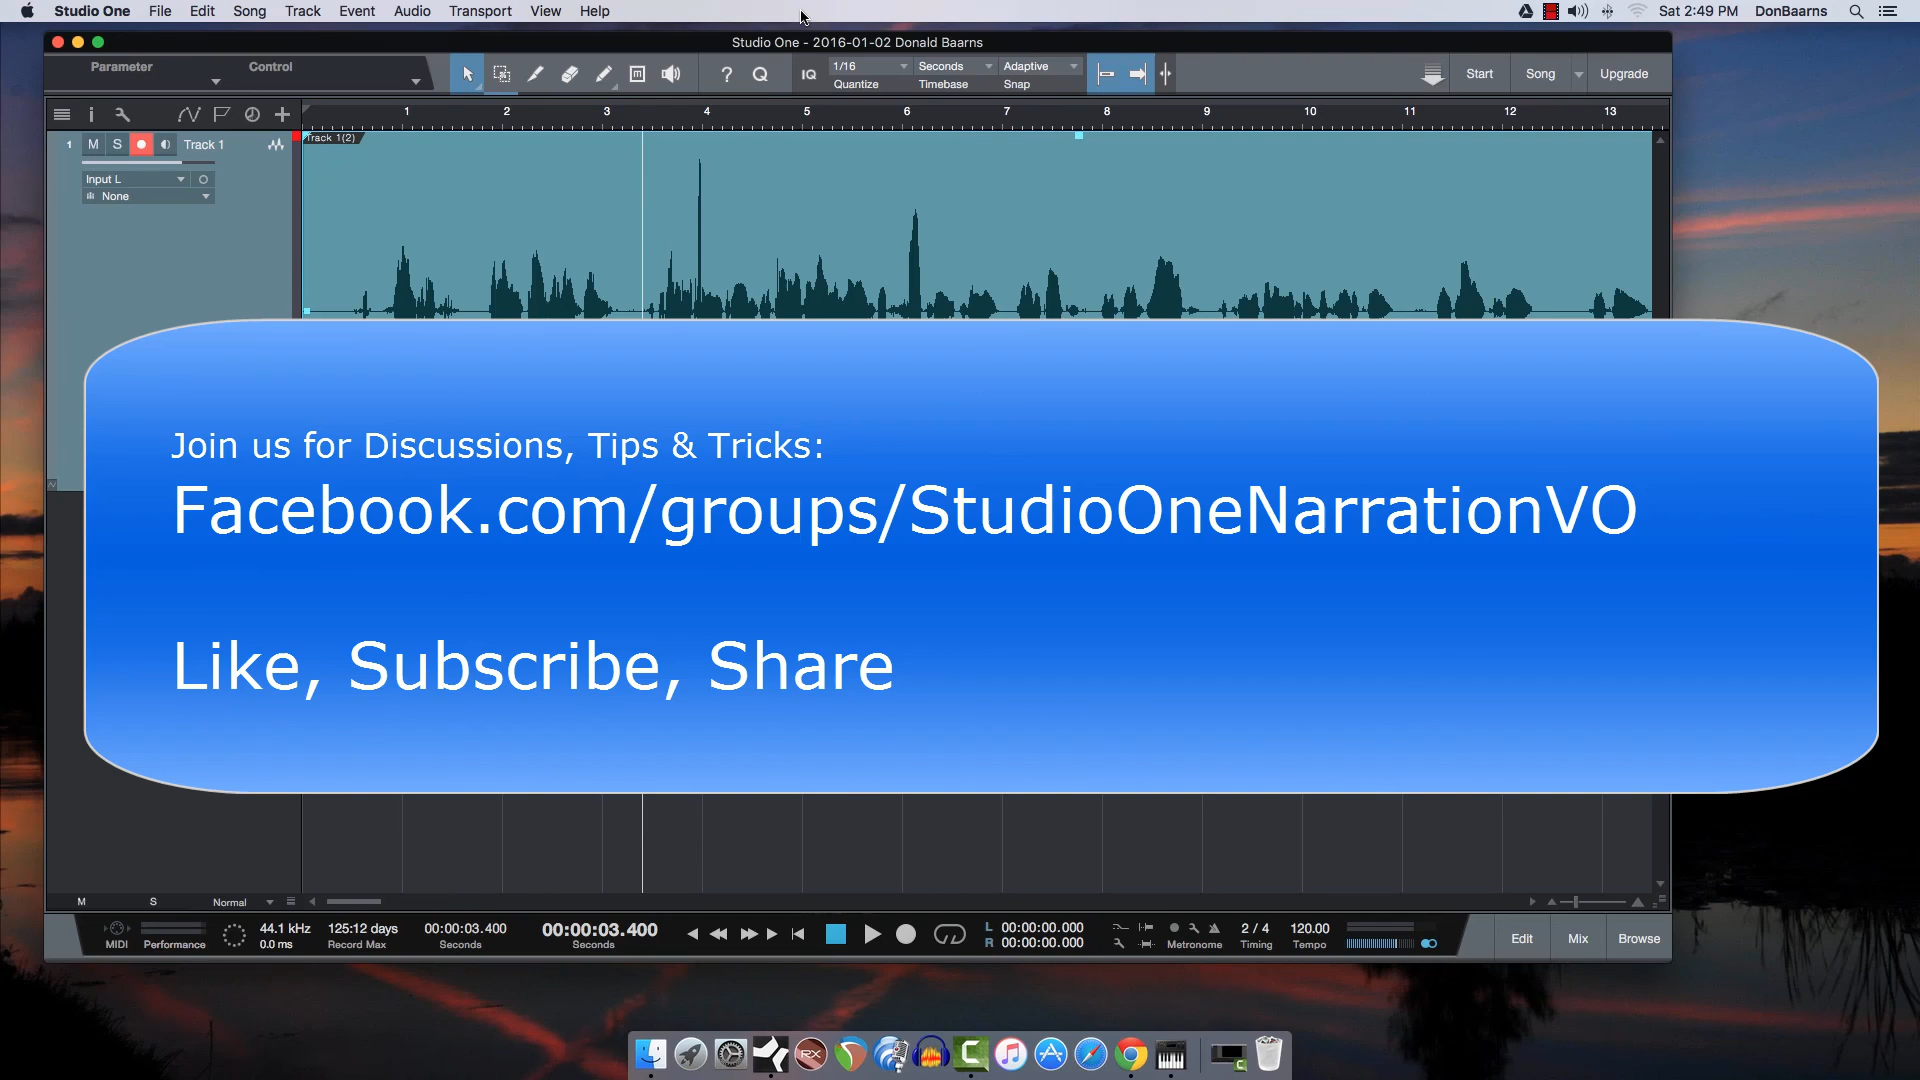 Studio One File Edit Song Track Event Audio Transport View Help Sat 2:49 PM DonBaarns
Studio One - 2016-01-02 Donald Baarns
Parameter Control
1/16 Seconds Adaptive
IQ Quantize Timebase Snap
Start Song Upgrade
1 2 3 4 5 6 7 8 9 10 11 12 13
1 M S Track 1
Track 1(2)
Input L
None
Join us for Discussions, Tips & Tricks:
Facebook.com/groups/StudioOneNarrationVO
Like, Subscribe, Share
M S Normal
MIDI Performance
44.1 kHz
0.0 ms
125:12 days
Record Max
00:00:03.400
Seconds
00:00:03.400
Seconds
L 00:00:00.000
R 00:00:00.000
Metronome
2 / 4
Timing
120.00
Tempo
Edit Mix Browse
RX